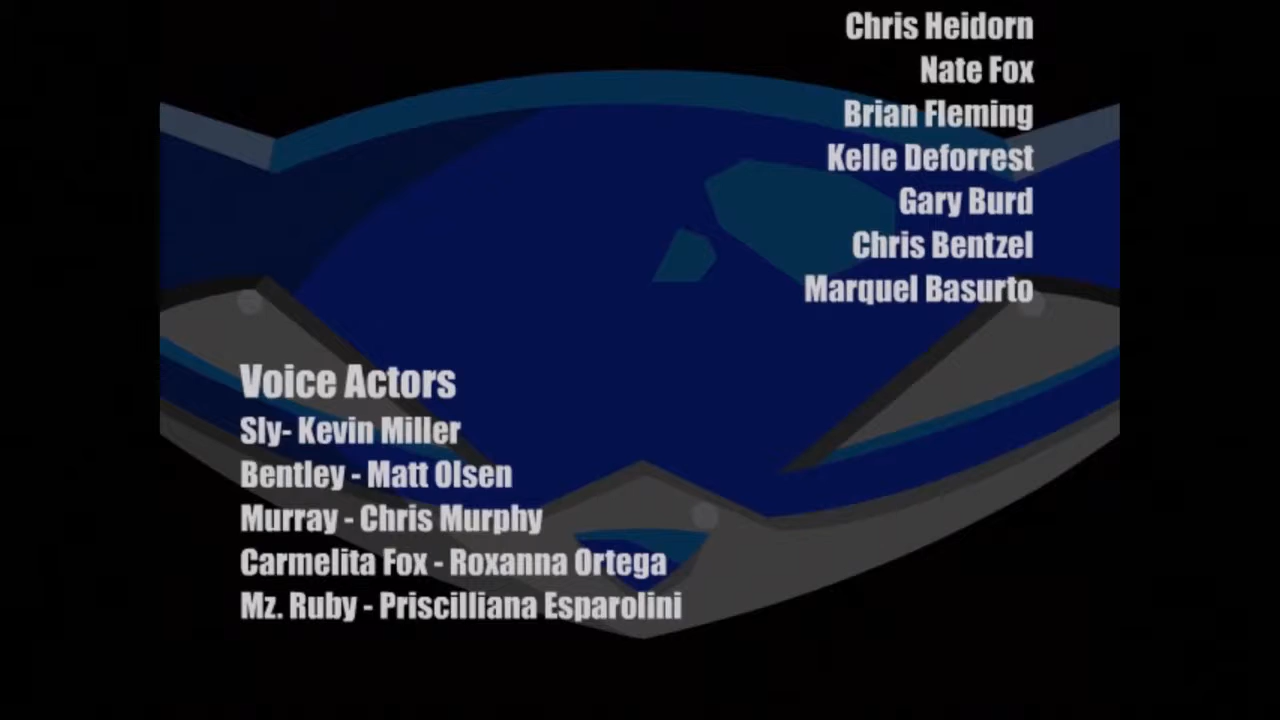 Chris Heidorn
Nate Fox
Brian Fleming
Kelle Deforrest
Gary Burd
Chris Bentzel
Marquel Basurto
Voice Actors
Sly- Kevin Miller
Bentley - Matt Olsen
Murray - Chris Murphy
Carmelita Fox - Roxanna Ortega
Mz. Ruby - Priscilliana Esparolini